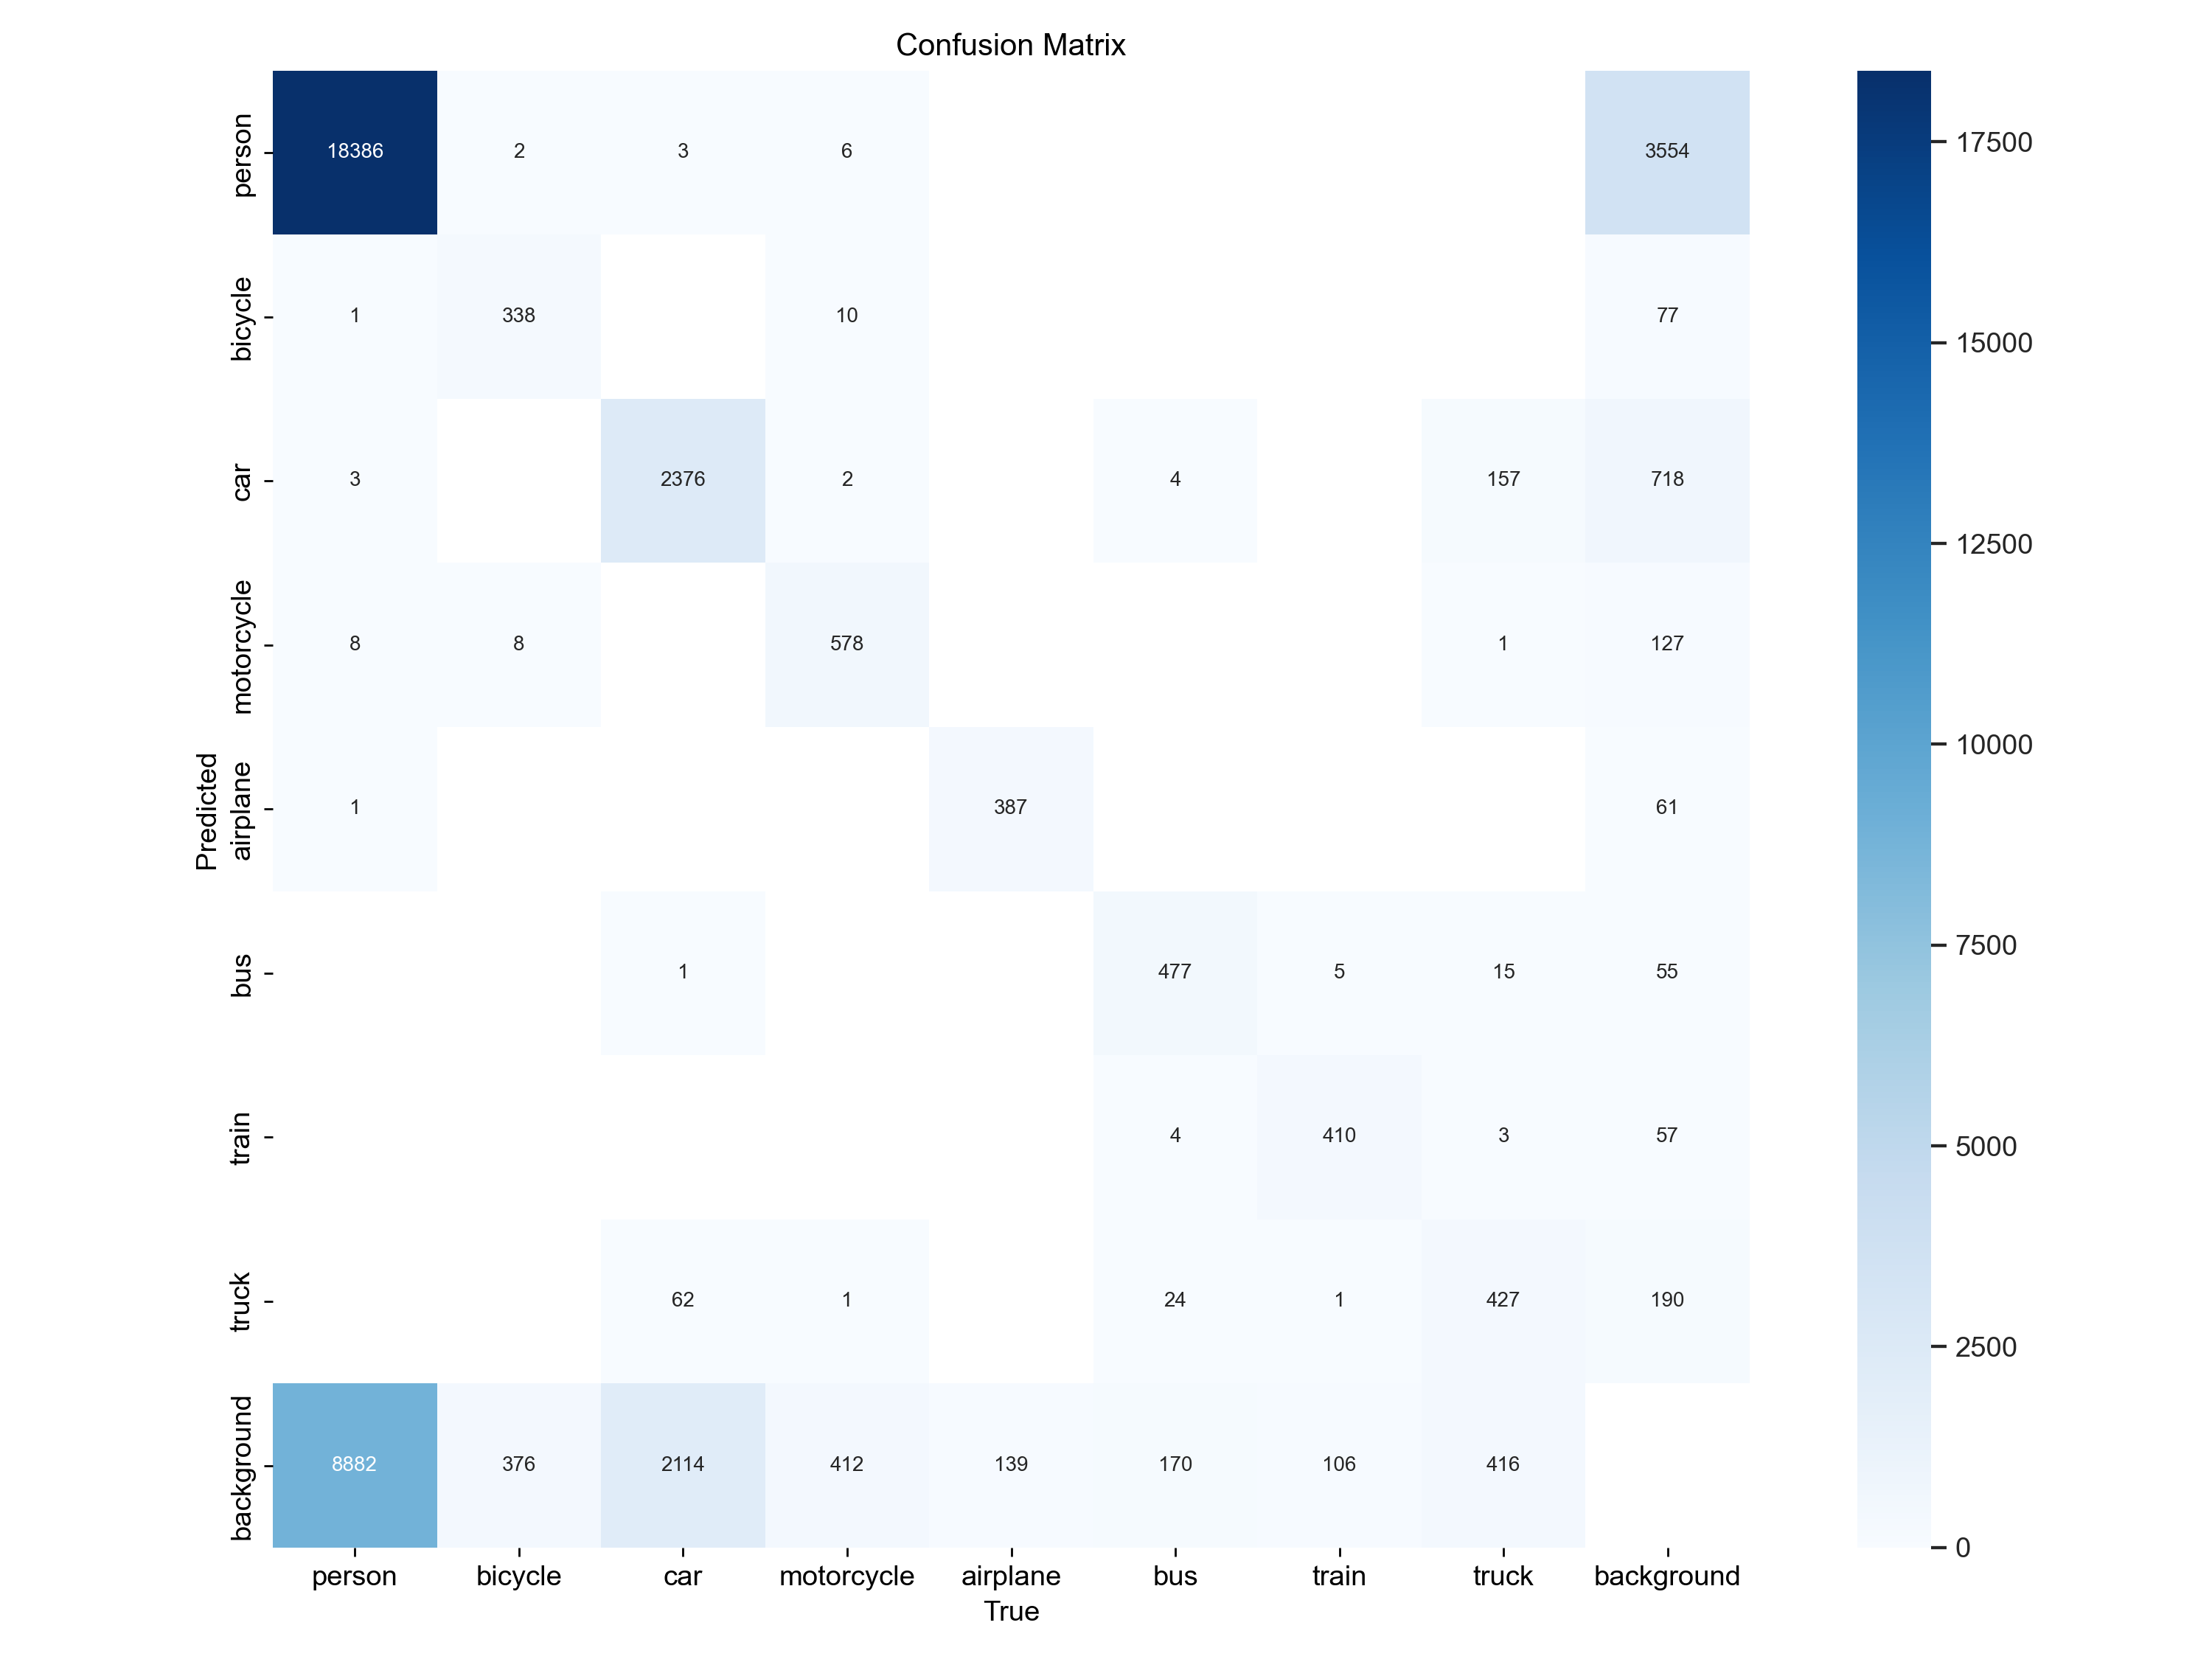 Confusion Matrix
person 18386 2 3 6 3554
bicycle 1 338 10 77
car 3 2376 2 4 157 718
motorcycle 8 8 578 1 127
airplane 1 387 61
bus 1 477 5 15 55
train 4 410 3 57
truck 62 1 24 1 427 190
background 8882 376 2114 412 139 170 106 416
Predicted
person bicycle car motorcycle airplane bus train truck background
True
17500
15000
12500
10000
7500
5000
2500
0